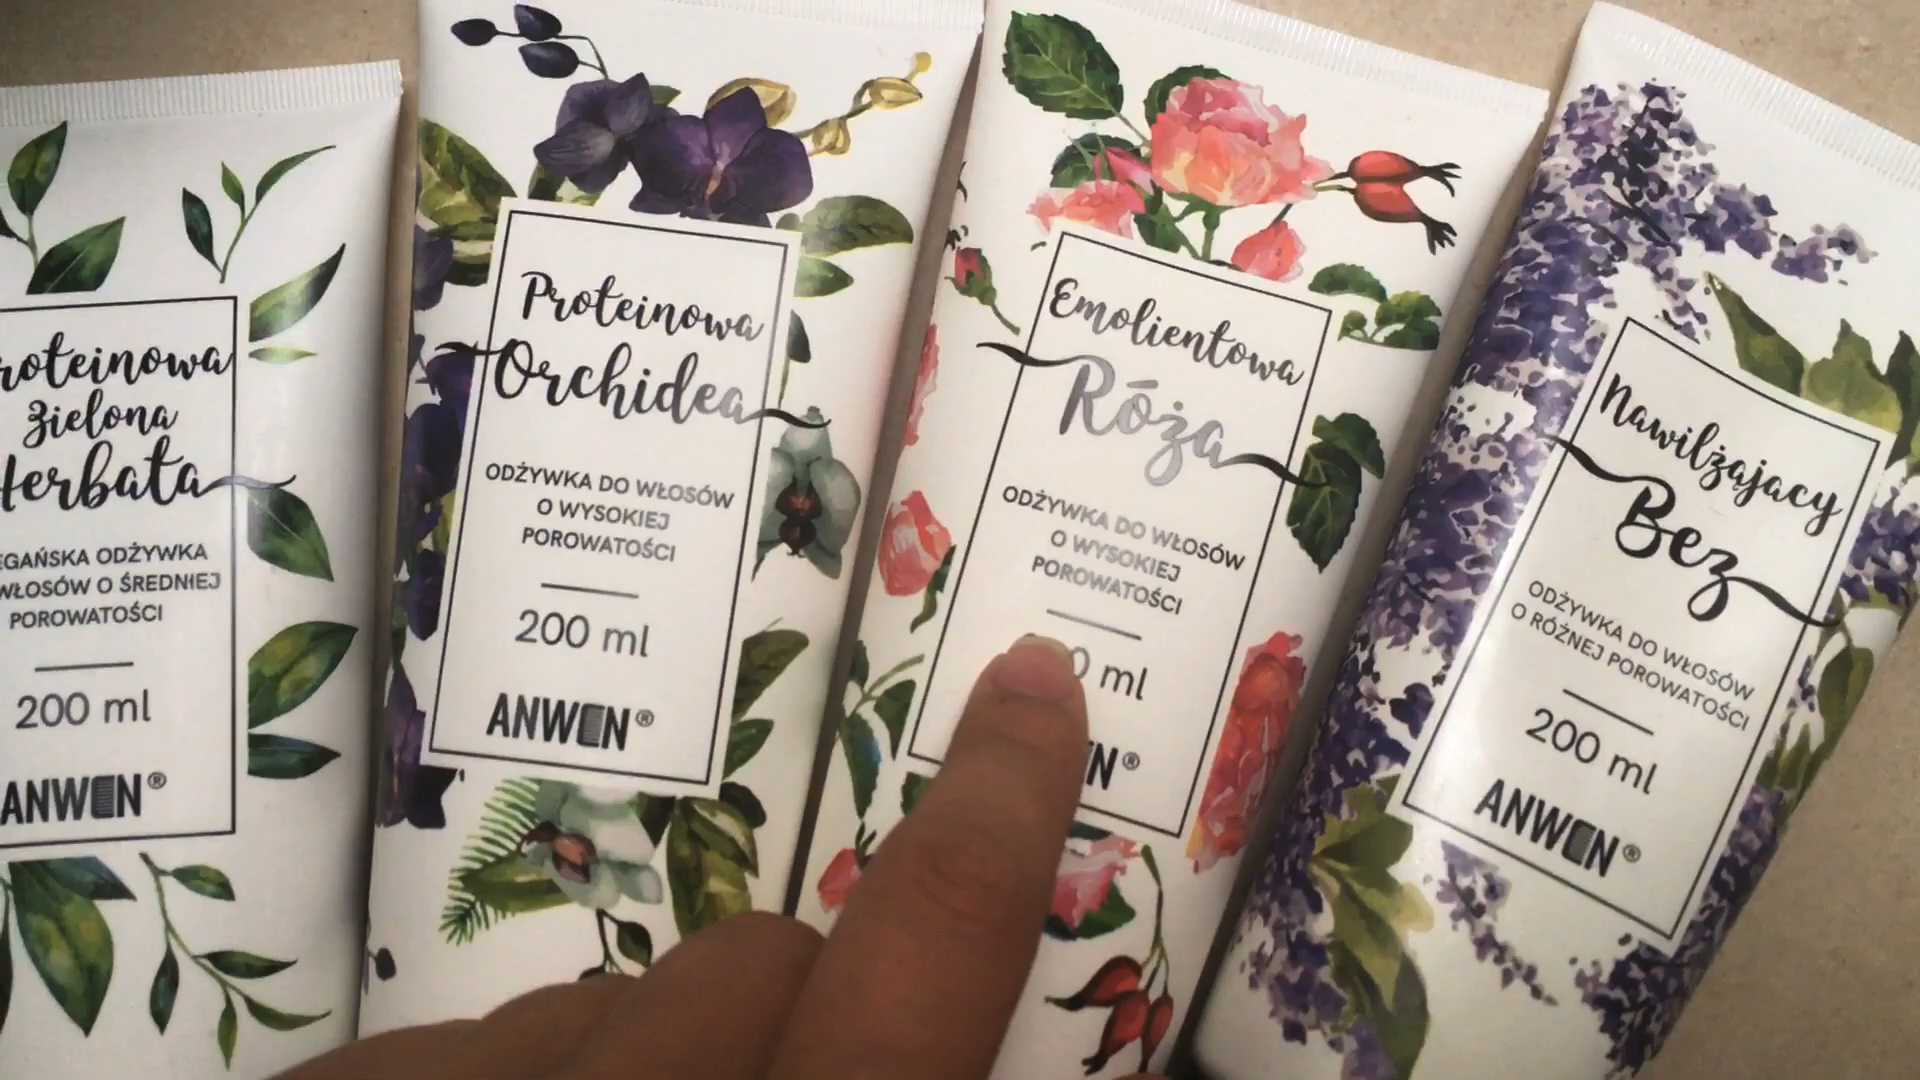 roteinowa
Zielona
Herbata
EGAŃSKA ODŻYWKA
WŁOSÓW O ŚREDNIEJ
POROWATOŚCI
200 ml
ANWEN®
Proteinowa
Orchidea
ODŻYWKA DO WŁOSÓW
O WYSOKIEJ
POROWATOŚCI
200 ml
ANWEN®
Emolientowa
Róża
ODŻYWKA DO WŁOSÓW
O WYSOKIEJ
POROWATOŚCI
0 ml
N®
Nawilżający
Bez
ODŻYWKA DO WŁOSÓW
O RÓŻNEJ POROWATOŚCI
200 ml
ANWEN®